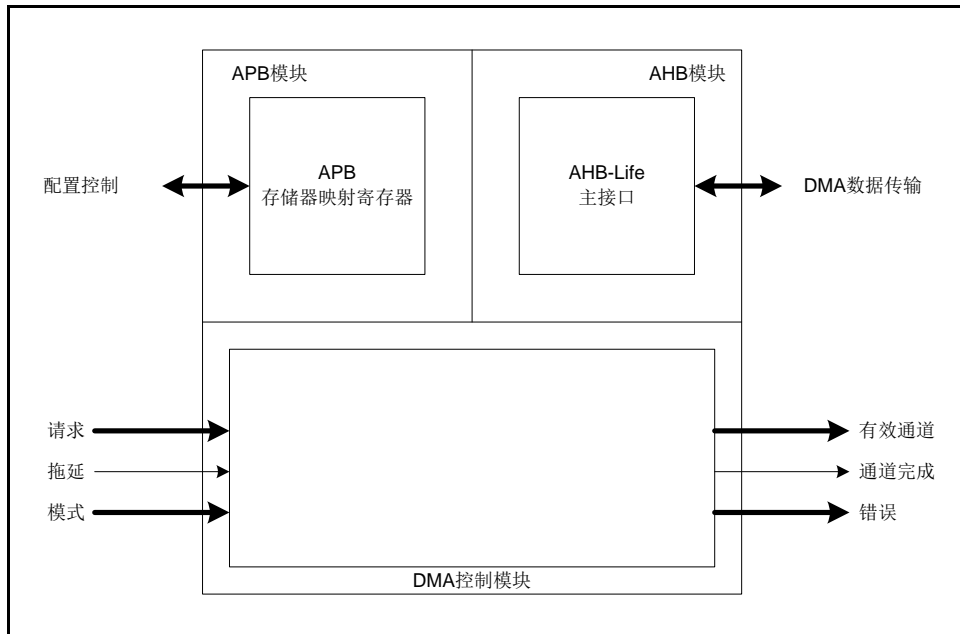 APB模块
AHB模块
APB
存储器映射寄存器
AHB-Life
主接口
配置控制
DMA数据传输
请求
拖延
模式
有效通道
通道完成
错误
DMA控制模块